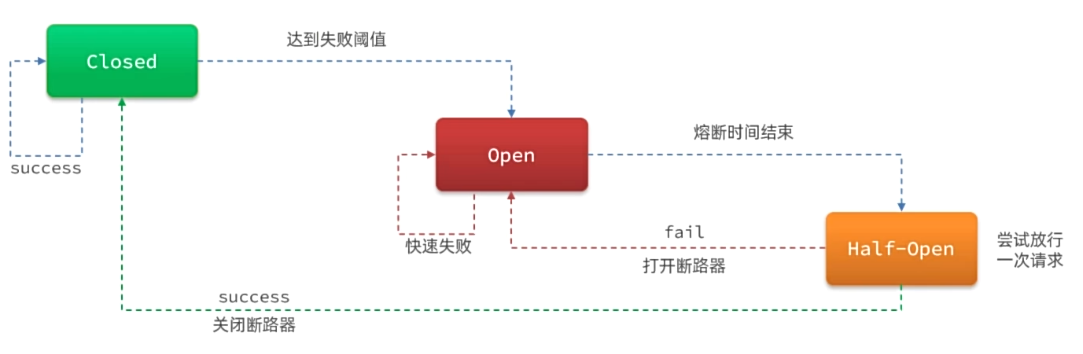 达到失败阈值
Closed
success
Open
熔断时间结束
快速失败
fail
打开断路器
Half-Open
尝试放行
一次请求
success
关闭断路器